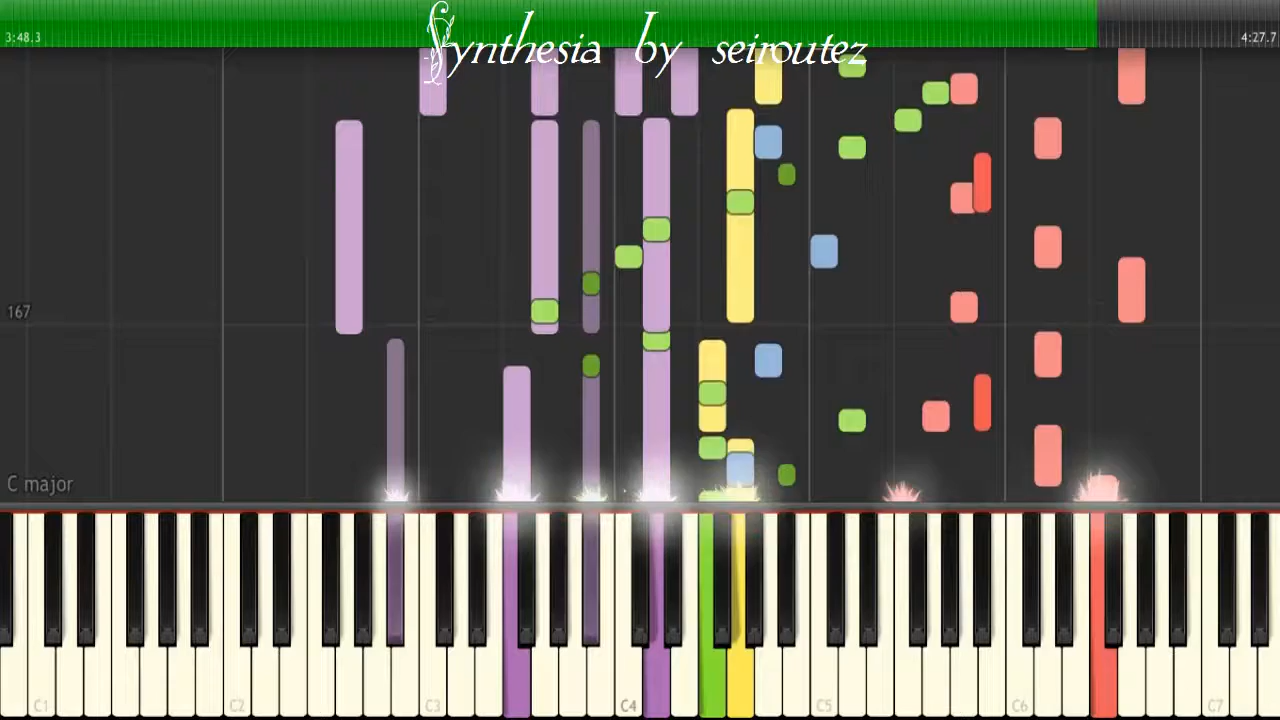 Synthesia by seiroutez
3:48.3
4:27.7
167
C major
C1 C2 C3 C4 C5 C6 C7